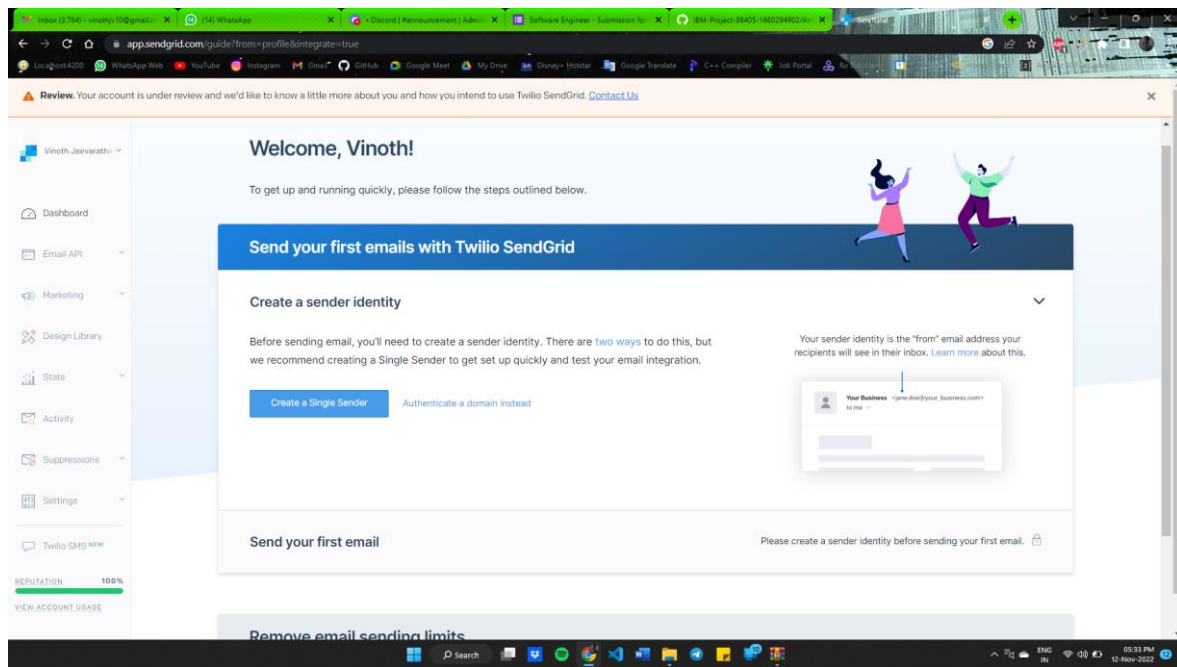 Inbox (3,764) - vinothjv10@gmail.c
(14) WhatsApp
• Discord | #announcement | Admi
Software Engineer - Submission fo
IBM-Project-36405-1660294902/As
SendGrid
app.sendgrid.com/guide?from=profile&integrate=true
Localhost:4200
WhatsApp Web
YouTube
Instagram
Gmail
GitHub
Google Meet
My Drive
Disney+ Hotstar
Google Translate
C++ Compiler
Job Portal
Review. Your account is under review and we'd like to know a little more about you and how you intend to use Twilio SendGrid. Contact Us
Vinoth Jeevarathi
Dashboard
Email API
Marketing
Design Library
Stats
Activity
Suppressions
Settings
Twilio SMS NEW
REPUTATION 100%
VIEW ACCOUNT USAGE
Welcome, Vinoth!
To get up and running quickly, please follow the steps outlined below.
Send your first emails with Twilio SendGrid
Create a sender identity
Before sending email, you'll need to create a sender identity. There are two ways to do this, but
we recommend creating a Single Sender to get set up quickly and test your email integration.
Create a Single Sender
Authenticate a domain instead
Your sender identity is the "from" email address your
recipients will see in their inbox. Learn more about this.
Your Business <jane.doe@your_business.com>
to me
Send your first email
Please create a sender identity before sending your first email.
Remove email sending limits
Search
ENG
IN
05:33 PM
12-Nov-2022